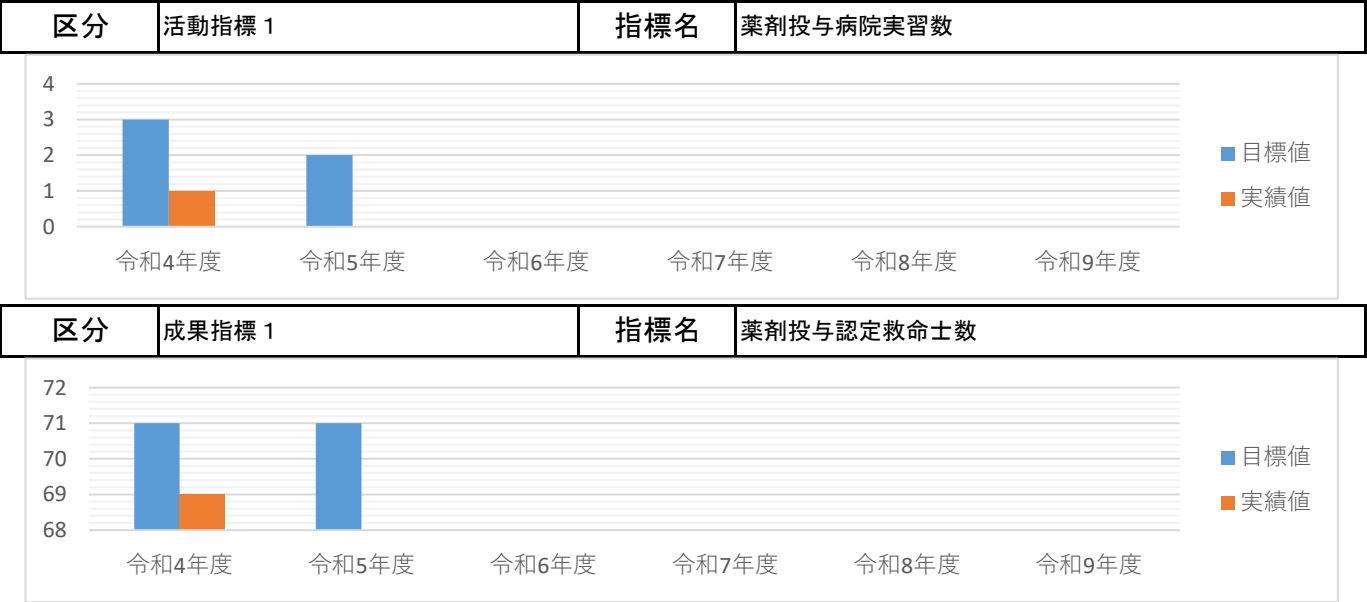 区分 活動指標１ 指標名 薬剤投与病院実習数
4
3
2
1
0
令和4年度 令和5年度 令和6年度 令和7年度 令和8年度 令和9年度
目標値
実績値
区分 成果指標１ 指標名 薬剤投与認定救命士数
72
71
70
69
68
令和4年度 令和5年度 令和6年度 令和7年度 令和8年度 令和9年度
目標値
実績値